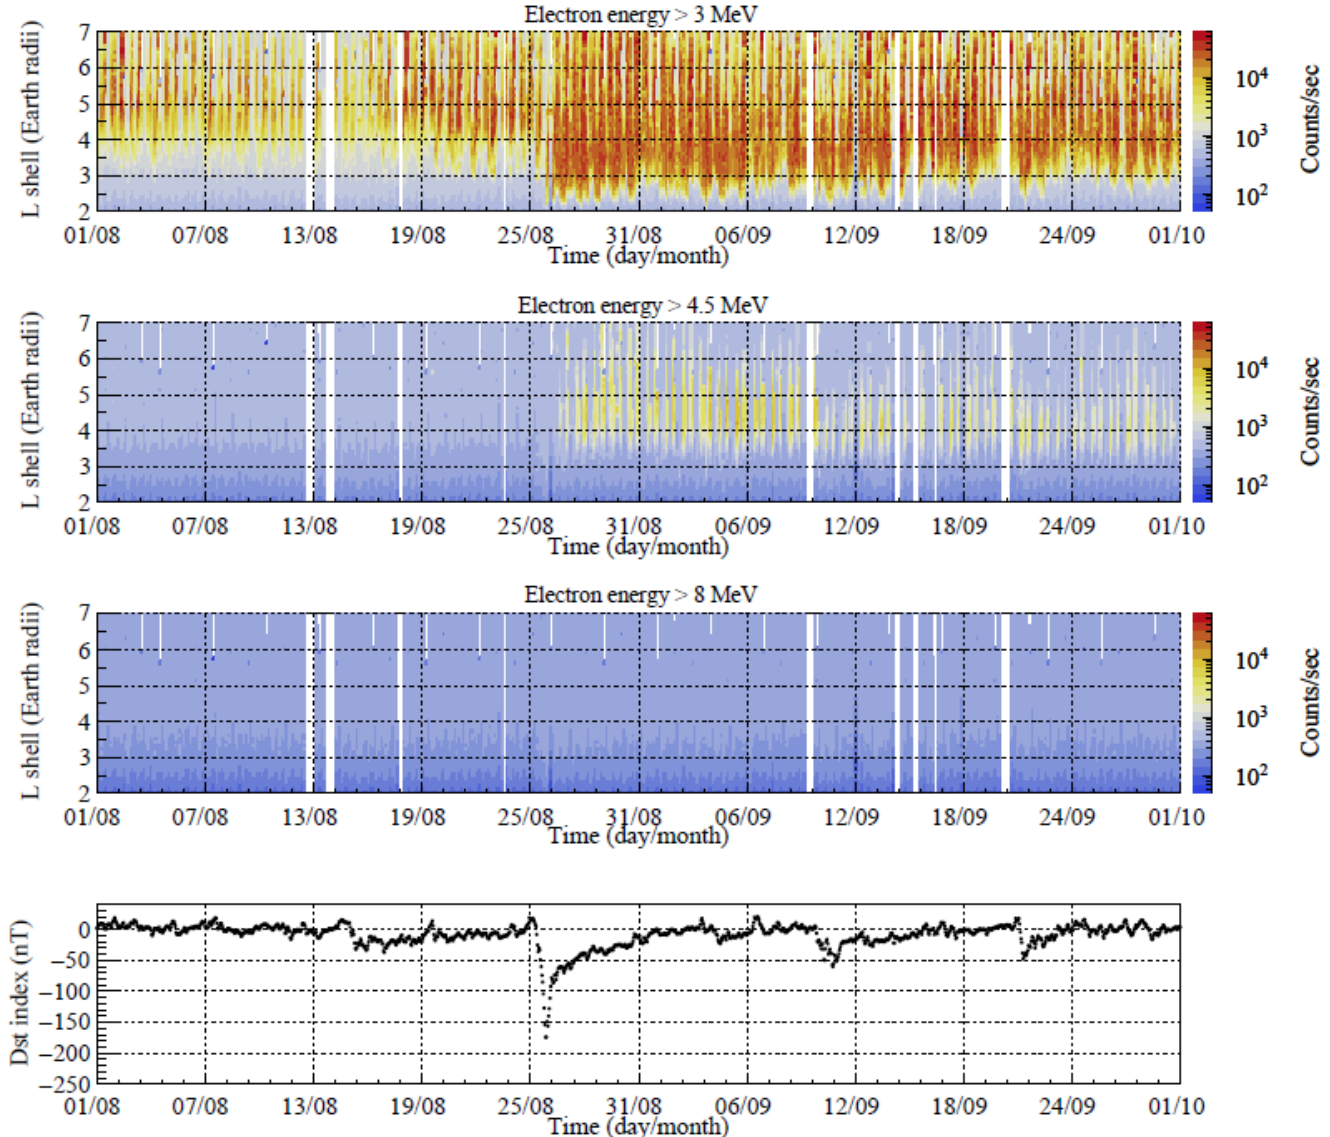 Electron energy > 3 MeV
L shell (Earth radii)
7
6
5
4
3
2
01/08 07/08 13/08 19/08 25/08 31/08 06/09 12/09 18/09 24/09 01/10
Time (day/month)
10⁴
10³
10²
Counts/sec
Electron energy > 4.5 MeV
L shell (Earth radii)
7
6
5
4
3
2
01/08 07/08 13/08 19/08 25/08 31/08 06/09 12/09 18/09 24/09 01/10
Time (day/month)
10⁴
10³
10²
Counts/sec
Electron energy > 8 MeV
L shell (Earth radii)
7
6
5
4
3
2
01/08 07/08 13/08 19/08 25/08 31/08 06/09 12/09 18/09 24/09 01/10
Time (day/month)
10⁴
10³
10²
Counts/sec
Dst index (nT)
0
−50
−100
−150
−200
−250
01/08 07/08 13/08 19/08 25/08 31/08 06/09 12/09 18/09 24/09 01/10
Time (day/month)